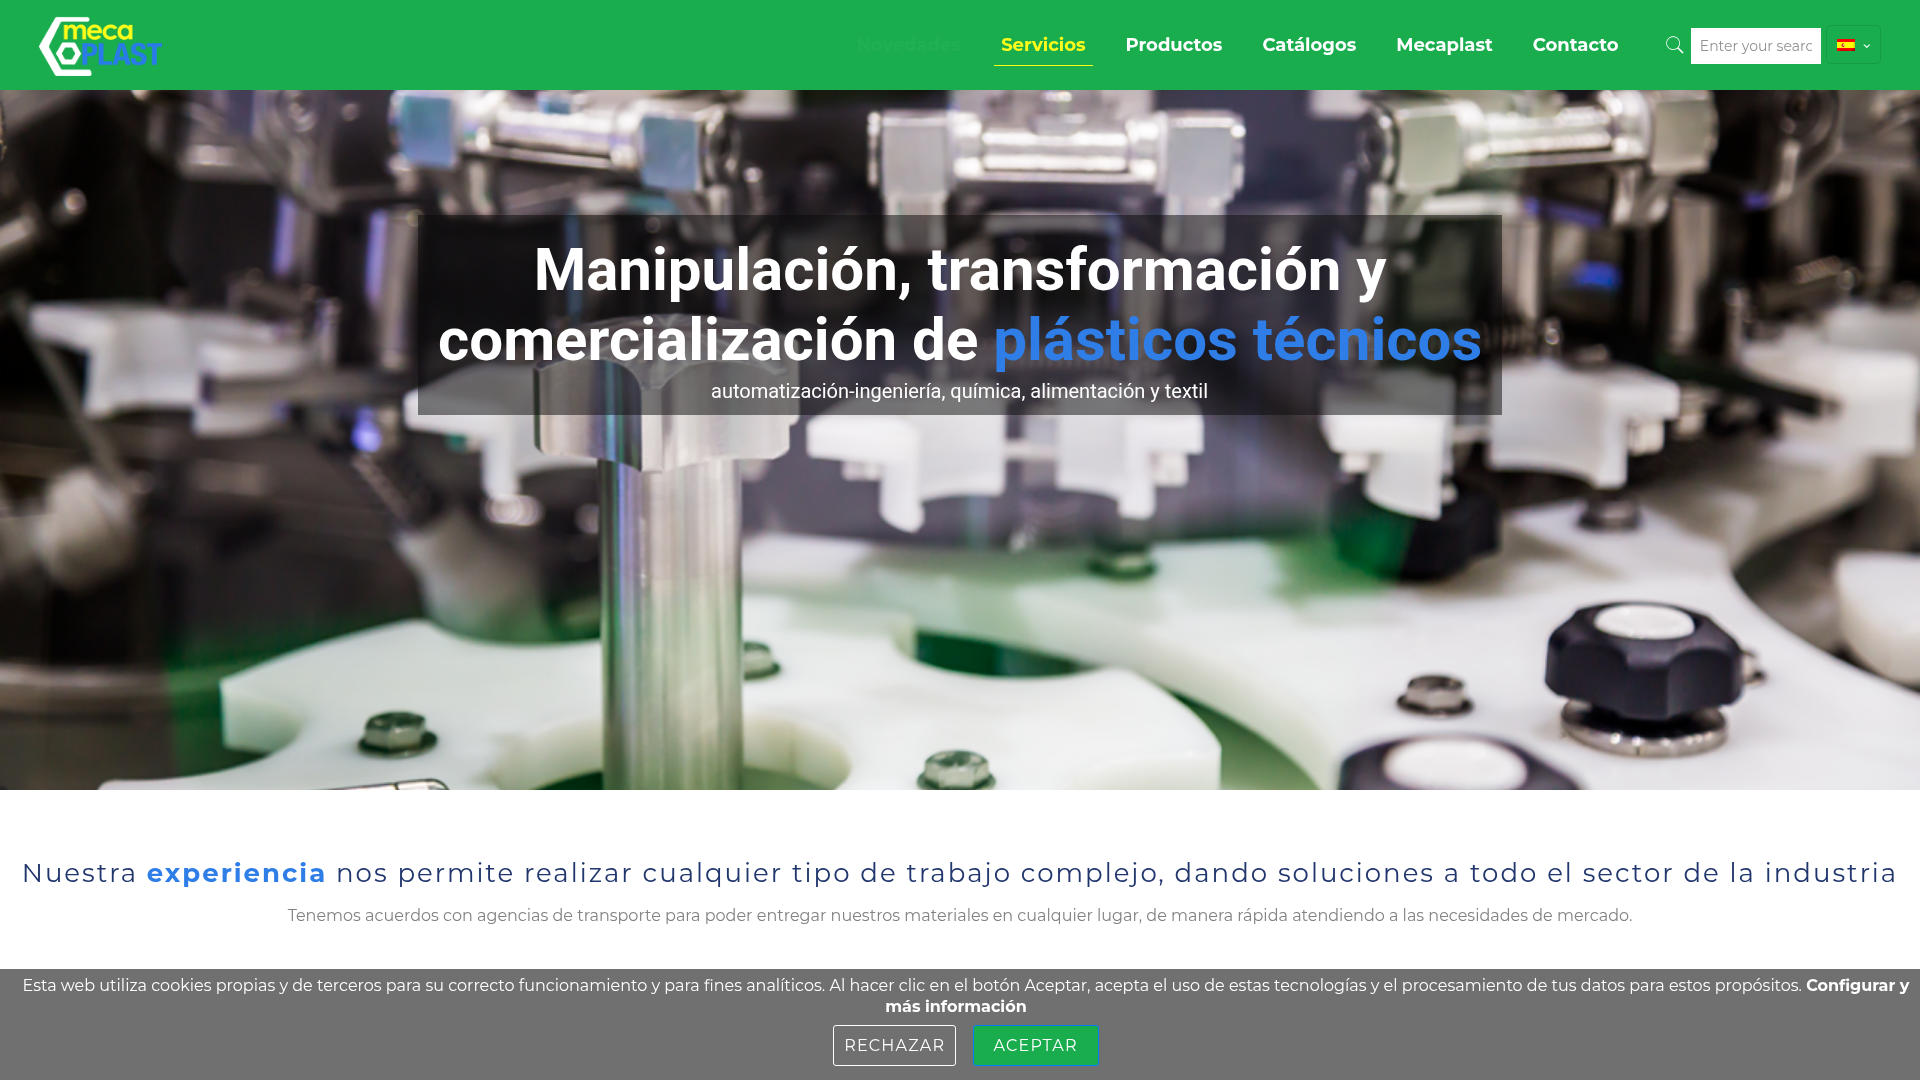 meca
PLAST
Novedades
Servicios
Productos
Catálogos
Mecaplast
Contacto
Enter your searc
Manipulación, transformación y
comercialización de plásticos técnicos
automatización-ingeniería, química, alimentación y textil
Nuestra experiencia nos permite realizar cualquier tipo de trabajo complejo, dando soluciones a todo el sector de la industria
Tenemos acuerdos con agencias de transporte para poder entregar nuestros materiales en cualquier lugar, de manera rápida atendiendo a las necesidades de mercado.
Esta web utiliza cookies propias y de terceros para su correcto funcionamiento y para fines analíticos. Al hacer clic en el botón Aceptar, acepta el uso de estas tecnologías y el procesamiento de tus datos para estos propósitos. Configurar y
más información
RECHAZAR
ACEPTAR